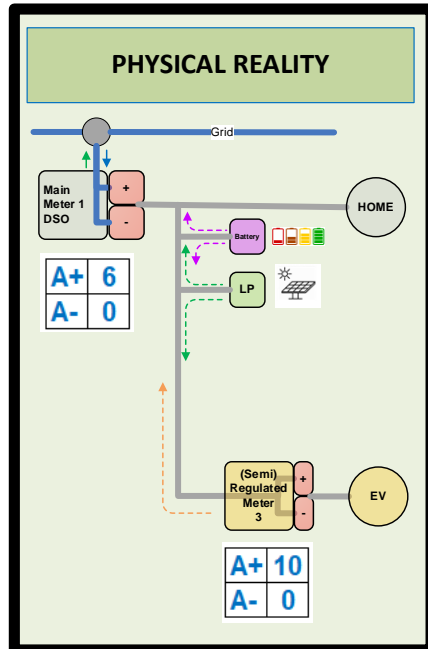 PHYSICAL REALITY
Grid
Main
Meter 1
DSO
+
-
HOME
Battery
LP
A+ 6
A- 0
(Semi)
Regulated
Meter
3
+
-
EV
A+ 10
A- 0